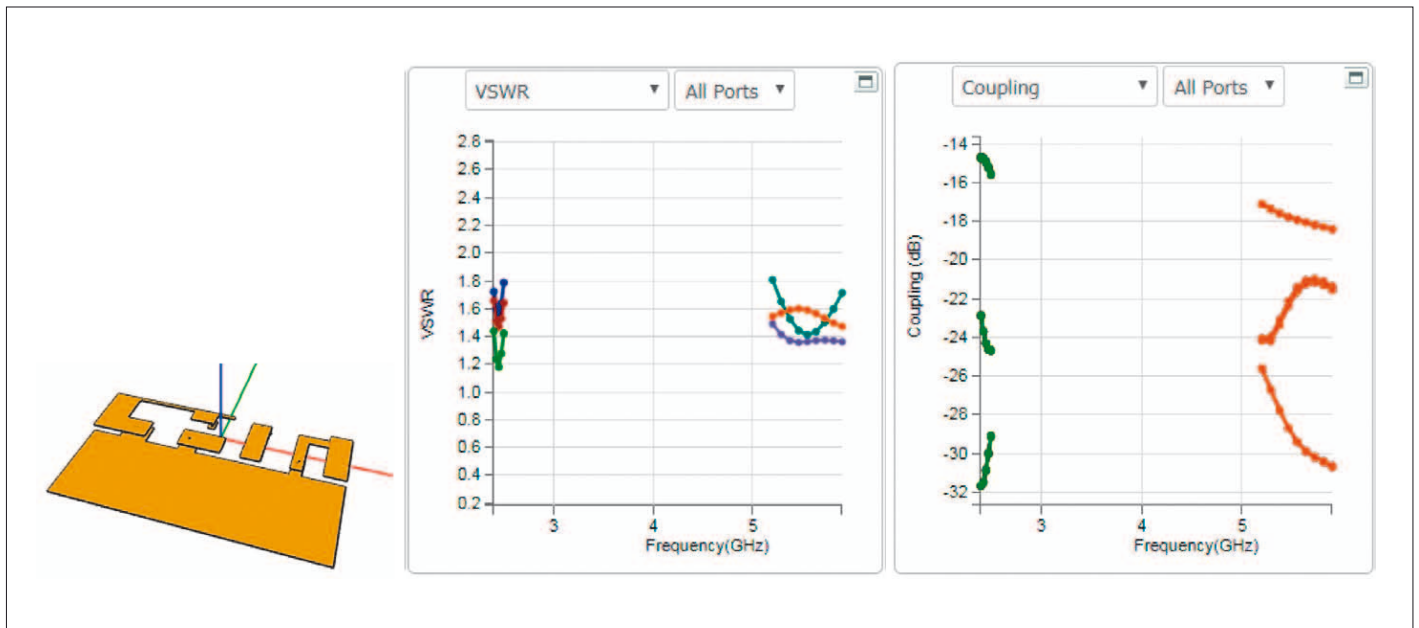 VSWR
All Ports
2.8
2.6
2.4
2.2
2.0
1.8
1.6
1.4
1.2
1.0
0.8
0.6
0.4
0.2
VSWR
3 4 5
Frequency(GHz)
Coupling
All Ports
-14
-16
-18
-20
-22
-24
-26
-28
-30
-32
Coupling (dB)
3 4 5
Frequency(GHz)